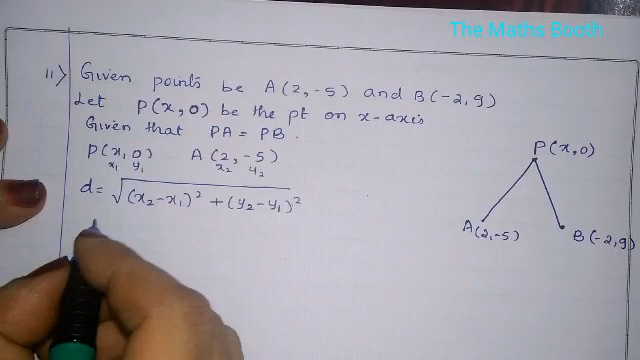 The Maths Booth
11) Given points be A(2,-5) and B(-2,9)
Let P(x,0) be the pt on x-axis
Given that PA = PB.
P(x,0) A(2,-5)
x₁ y₁ x₂ y₂
d = √(x₂-x₁)² + (y₂-y₁)²
P(x,0)
A(2,-5)
B(-2,9)